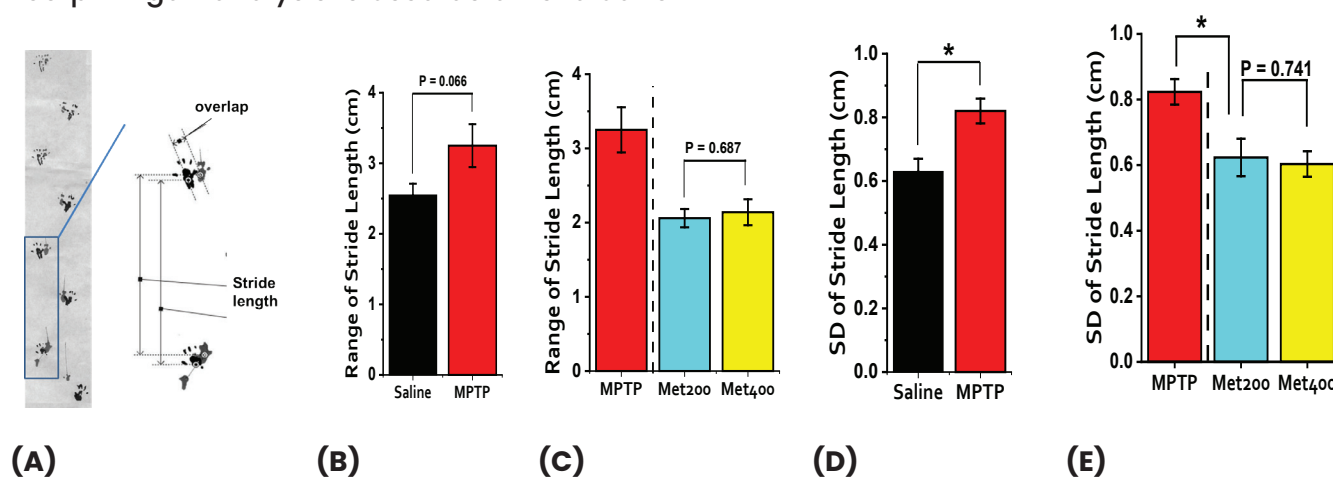 overlap
Stride
length
Range of Stride Length (cm)
4
3
2
1
0
P = 0.066
Saline MPTP
Range of Stride Length (cm)
4
3
2
1
0
P = 0.687
MPTP Met200 Met400
SD of Stride Length (cm)
1.0
0.8
0.6
0.4
0.2
0.0
*
Saline MPTP
SD of Stride Length (cm)
1.0
0.8
0.6
0.4
0.2
0.0
*
P = 0.741
MPTP Met200 Met400
(A) (B) (C) (D) (E)